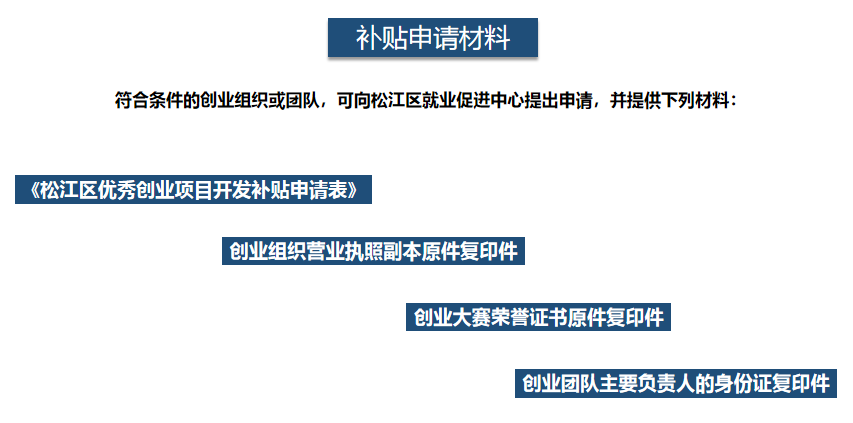 补贴申请材料
符合条件的创业组织或团队，可向松江区就业促进中心提出申请，并提供下列材料：
《松江区优秀创业项目开发补贴申请表》
创业组织营业执照副本原件复印件
创业大赛荣誉证书原件复印件
创业团队主要负责人的身份证复印件